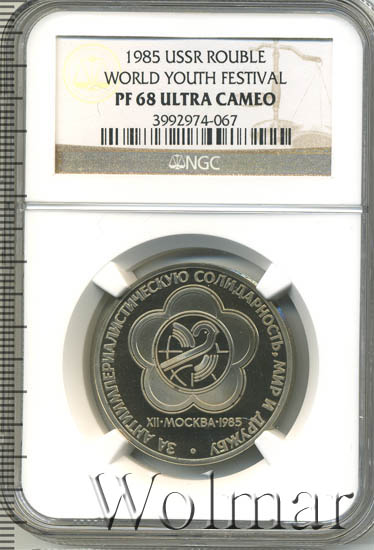 1985 USSR ROUBLE
WORLD YOUTH FESTIVAL
PF 68 ULTRA CAMEO
3992974-067
NGC
ЗА АНТИИМПЕРИАЛИСТИЧЕСКУЮ СОЛИДАРНОСТЬ, МИР И ДРУЖБУ
XII·МОСКВА·1985
Wolmar